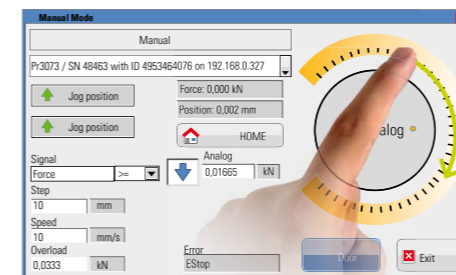 Manual Mode
Manual
Pr3073 / SN 48463 with ID 4953464076 on 192.168.0.327
Jog position
Force: 0,000 kN
Position: 0,002 mm
Jog position
HOME
alog
Signal
Analog
Force >=
0,01665 kN
Step
10 mm
Speed
10 mm/s
Overload
Error
0,0333 kN
EStop
Door
Exit